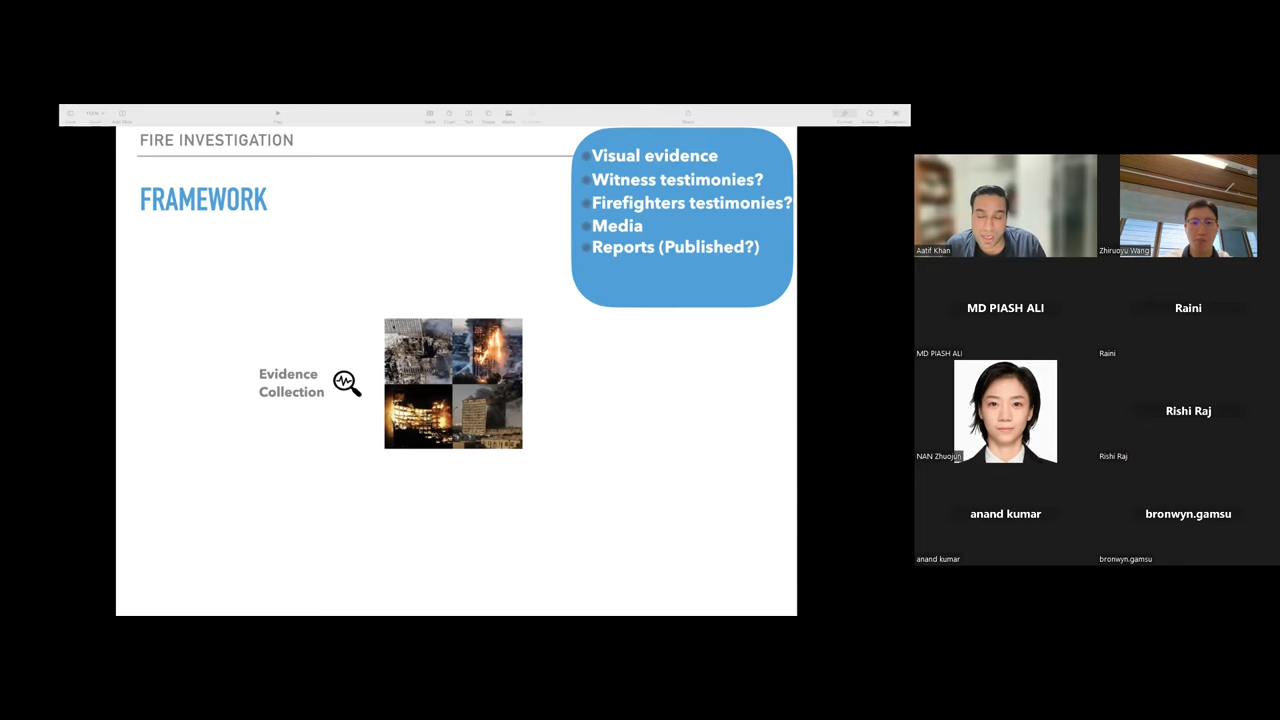 FIRE INVESTIGATION
FRAMEWORK
Visual evidence
Witness testimonies?
Firefighters testimonies?
Media
Reports (Published?)
Evidence
Collection
Aatif Khan
Zhiruoyu Wang
MD PIASH ALI
MD PIASH ALI
Raini
Raini
NAN Zhuojun
Rishi Raj
Rishi Raj
anand kumar
anand kumar
bronwyn.gamsu
bronwyn.gamsu